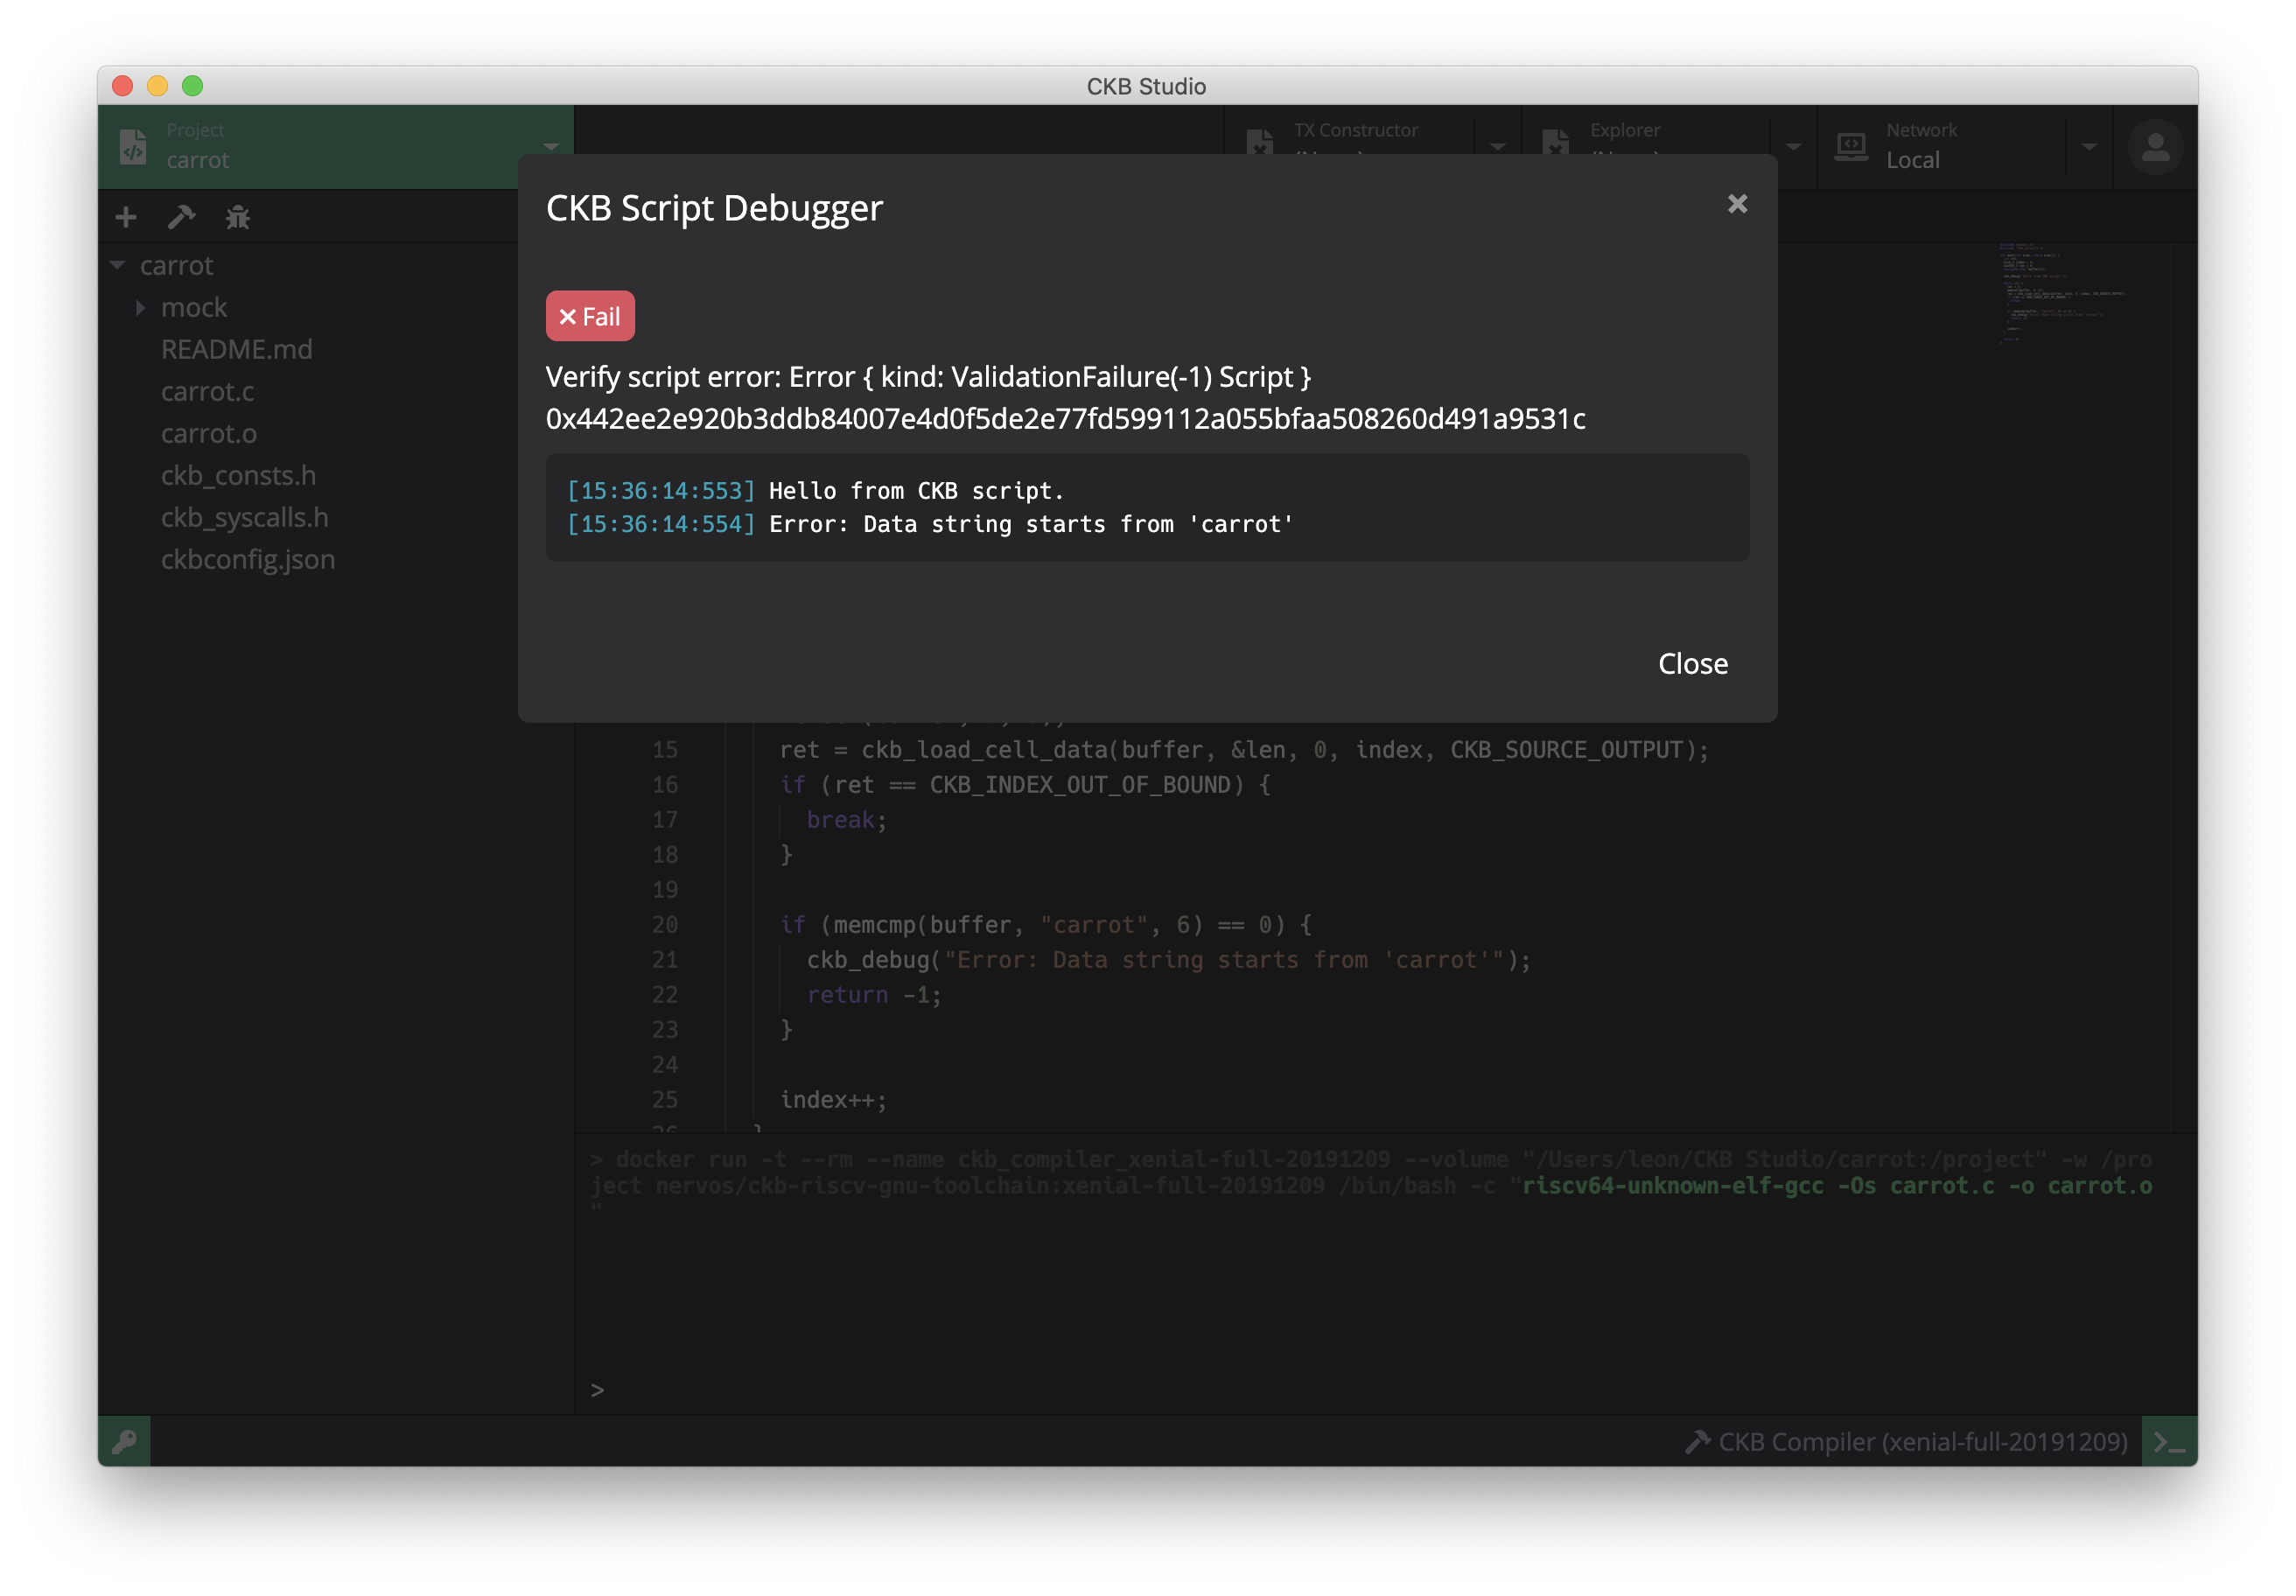 CKB Studio
Project
carrot
TX Constructor
Explorer
Network
Local
CKB Script Debugger
Fail
Verify script error: Error { kind: ValidationFailure(-1) Script }
0x442ee2e920b3ddb84007e4d0f5de2e77fd599112a055bfaa508260d491a9531c
[15:36:14:553] Hello from CKB script.
[15:36:14:554] Error: Data string starts from 'carrot'
Close
carrot
mock
README.md
carrot.c
carrot.o
ckb_consts.h
ckb_syscalls.h
ckbconfig.json
15 ret = ckb_load_cell_data(buffer, &len, 0, index, CKB_SOURCE_OUTPUT);
16 if (ret == CKB_INDEX_OUT_OF_BOUND) {
17 break;
18 }
19
20 if (memcmp(buffer, "carrot", 6) == 0) {
21 ckb_debug("Error: Data string starts from 'carrot'");
22 return -1;
23 }
24
25 index++;
> docker run -t --rm --name ckb_compiler_xenial-full-20191209 --volume "/Users/leon/CKB Studio/carrot:/project" -w /pro
ject nervos/ckb-riscv-gnu-toolchain:xenial-full-20191209 /bin/bash -c "riscv64-unknown-elf-gcc -Os carrot.c -o carrot.o
"
>
CKB Compiler (xenial-full-20191209)